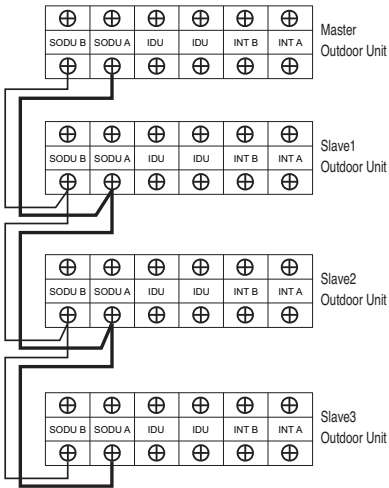 SODU B SODU A IDU IDU INT B INT A
Master
Outdoor Unit
SODU B SODU A IDU IDU INT B INT A
Slave1
Outdoor Unit
SODU B SODU A IDU IDU INT B INT A
Slave2
Outdoor Unit
SODU B SODU A IDU IDU INT B INT A
Slave3
Outdoor Unit